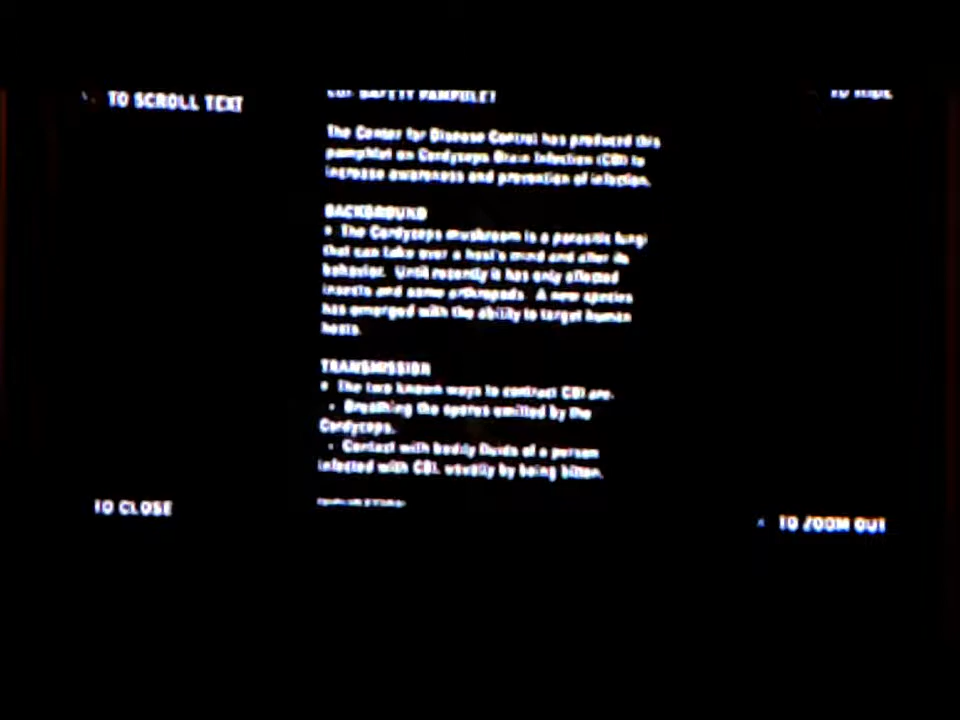 TO SCROLL TEXT
TO HIDE
CBI SAFETY PAMPHLET
The Center for Disease Control has produced this
pamphlet on Cordyceps Brain Infection (CBI) to
increase awareness and prevention of infection.
BACKGROUND
• The Cordyceps mushroom is a parasitic fungi
that can take over a host's mind and alter its
behavior. Until recently it has only affected
insects and some arthropods. A new species
has emerged with the ability to target human
hosts.
TRANSMISSION
• The two known ways to contract CBI are:
• Breathing the spores emitted by the
Cordyceps.
• Contact with bodily fluids of a person
infected with CBI, usually by being bitten.
TO CLOSE
TO ZOOM OUT